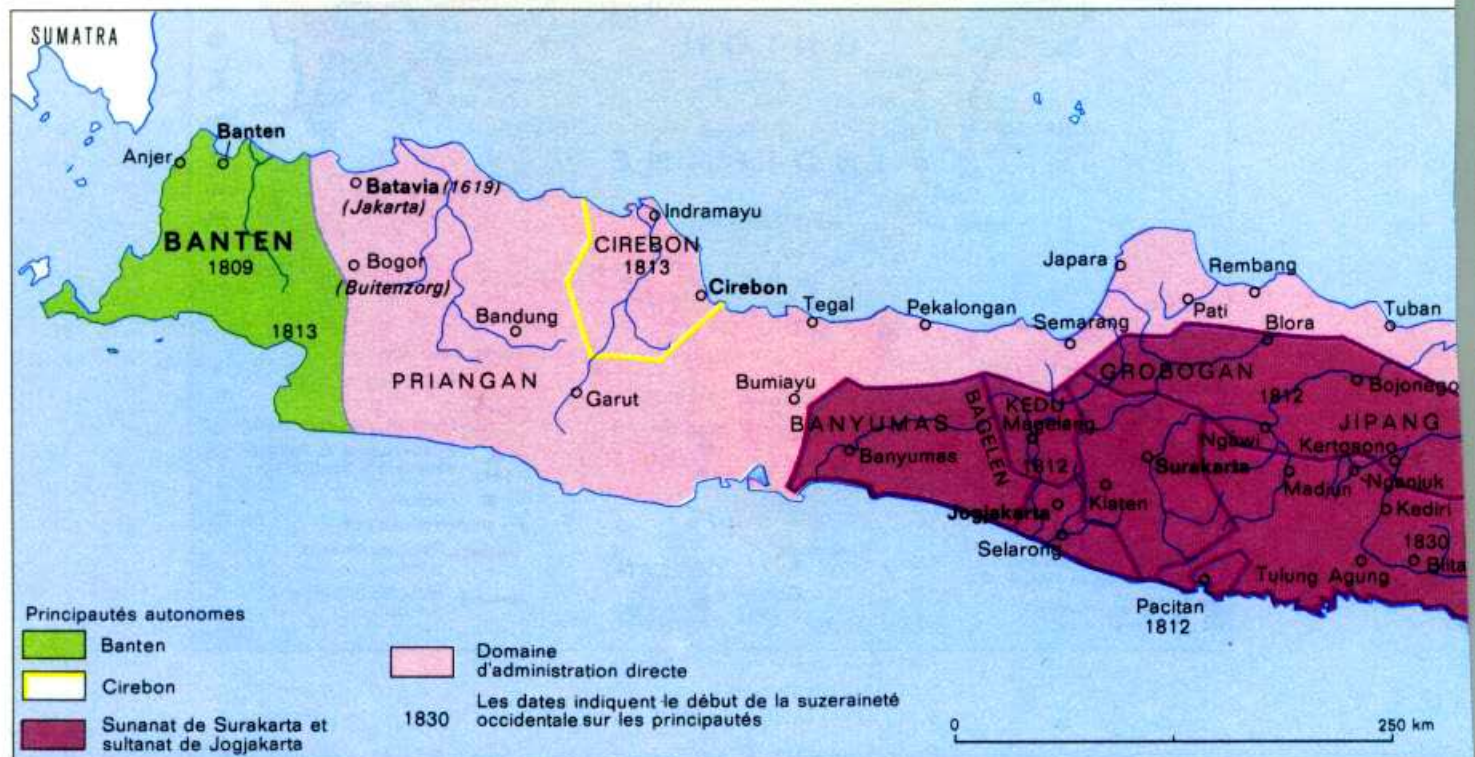 SUMATRA
Banten
Anjer
Batavia (1619)
(Jakarta)
Indramayu
BANTEN
1809
CIREBON
1813
Bogor
(Buitenzorg)
Japara
Rembang
Cirebon
Tegal
Pekalongan
Pati
Tuban
Bandung
1813
Semarang
Blora
PRIANGAN
Garut
Bumiayu
GROBOGAN
Bojonego
BANYUMAS
BAGELEN
KEDU
Magelang
1812
1812
JIPANG
Ngawi
Kertosono
Banyumas
Surakarta
Madjun
Nganjuk
Jogjakarta
Klaten
Kediri
Selarong
1830
Tulung Agung
Blita
Pacitan
1812
Principautés autonomes
Banten
Cirebon
Sunanat de Surakarta et
sultanat de Jogjakarta
Domaine
d'administration directe
1830
Les dates indiquent le début de la suzeraineté
occidentale sur les principautés
0
250 km